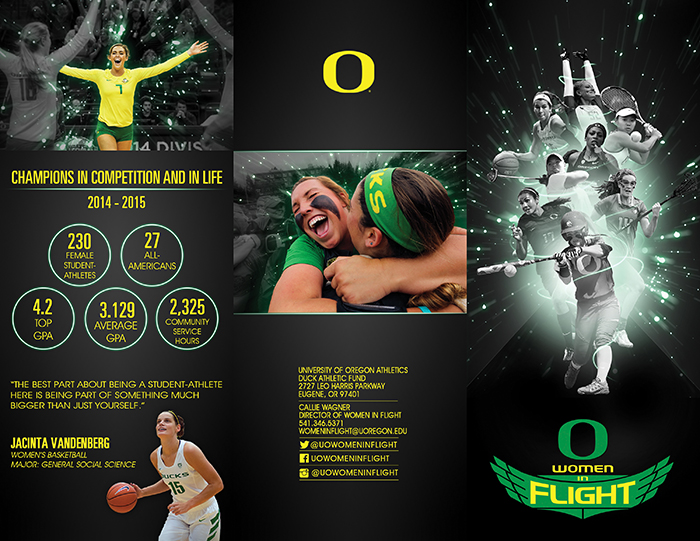 7
14 DIVIS
CHAMPIONS IN COMPETITION AND IN LIFE
2014 - 2015
230
FEMALE
STUDENT-
ATHLETES
27
ALL-
AMERICANS
4.2
TOP
GPA
3.129
AVERAGE
GPA
2,325
COMMUNITY
SERVICE
HOURS
"THE BEST PART ABOUT BEING A STUDENT-ATHLETE
HERE IS BEING PART OF SOMETHING MUCH
BIGGER THAN JUST YOURSELF."
JACINTA VANDENBERG
WOMEN'S BASKETBALL
MAJOR: GENERAL SOCIAL SCIENCE
DUCKS
15
O
CKS
UNIVERSITY OF OREGON ATHLETICS
DUCK ATHLETIC FUND
2727 LEO HARRIS PARKWAY
EUGENE, OR 97401
CALLIE WAGNER
DIRECTOR OF WOMEN IN FLIGHT
541.346.5371
WOMENINFLIGHT@UOREGON.EDU
@UOWOMENINFLIGHT
UOWOMENINFLIGHT
@UOWOMENINFLIGHT
O
O
WOMEN
IN
FLIGHT